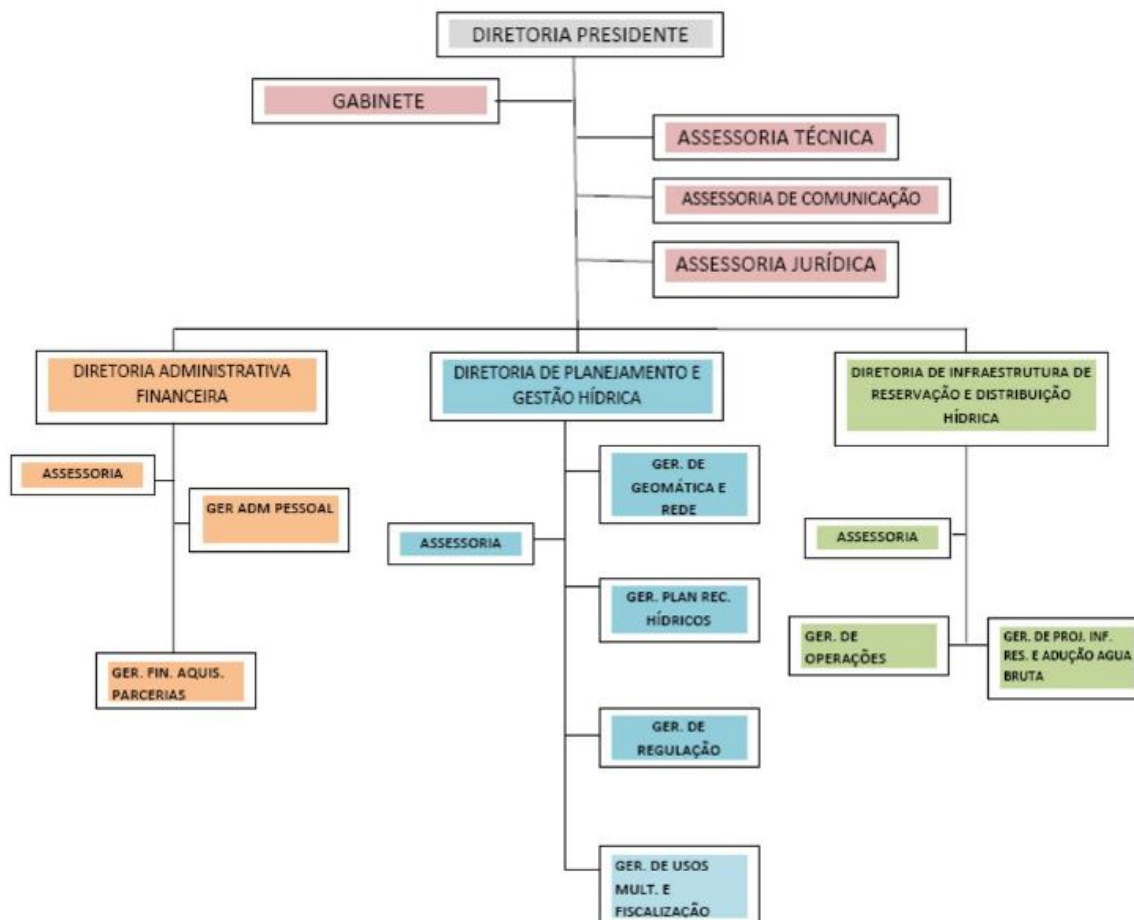 DIRETORIA PRESIDENTE
GABINETE
ASSESSORIA TÉCNICA
ASSESSORIA DE COMUNICAÇÃO
ASSESSORIA JURÍDICA
DIRETORIA ADMINISTRATIVA
FINANCEIRA
ASSESSORIA
GER ADM PESSOAL
GER. FIN. AQUIS.
PARCERIAS
DIRETORIA DE PLANEJAMENTO E
GESTÃO HÍDRICA
GER. DE
GEOMÁTICA E
REDE
ASSESSORIA
GER. PLAN REC.
HÍDRICOS
GER. DE
REGULAÇÃO
GER. DE USOS
MULT. E
FISCALIZAÇÃO
DIRETORIA DE INFRAESTRUTURA DE
RESERVAÇÃO E DISTRIBUIÇÃO
HÍDRICA
ASSESSORIA
GER. DE
OPERAÇÕES
GER. DE PROJ. INF.
RES. E ADUÇÃO AGUA
BRUTA